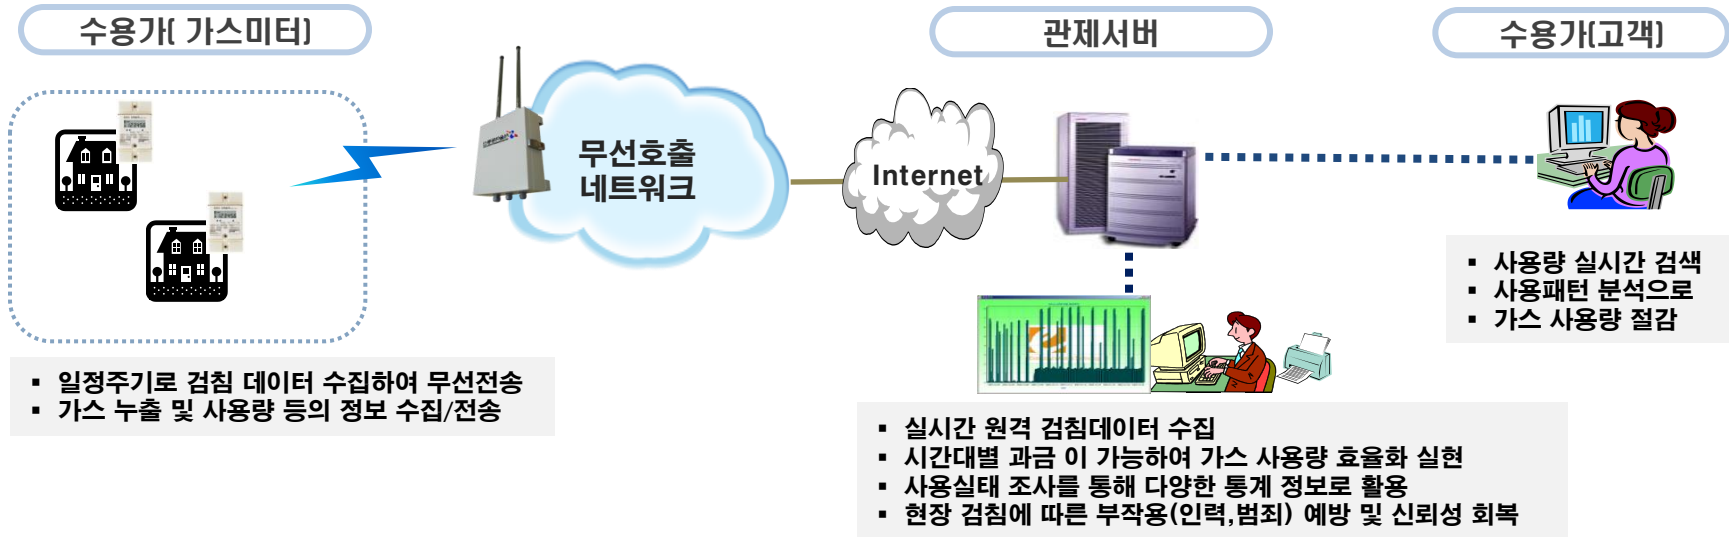 수용가( 가스미터)
관제서버
수용가(고객)
무선호출
네트워크
Internet
▪ 사용량 실시간 검색
▪ 사용패턴 분석으로
▪ 가스 사용량 절감
▪ 일정주기로 검침 데이터 수집하여 무선전송
▪ 가스 누출 및 사용량 등의 정보 수집/전송
▪ 실시간 원격 검침데이터 수집
▪ 시간대별 과금 이 가능하여 가스 사용량 효율화 실현
▪ 사용실태 조사를 통해 다양한 통계 정보로 활용
▪ 현장 검침에 따른 부작용(인력,범죄) 예방 및 신뢰성 회복